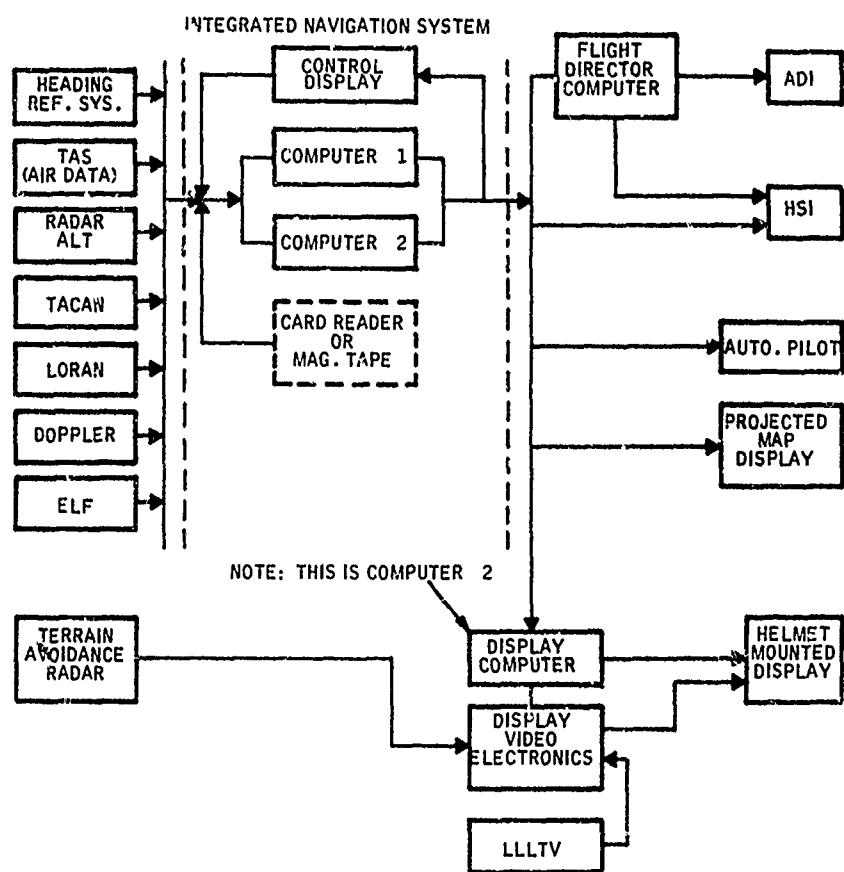 INTEGRATED NAVIGATION SYSTEM
HEADING
REF. SYS.
TAS
(AIR DATA)
RADAR
ALT
TACAN
LORAN
DOPPLER
ELF
CONTROL
DISPLAY
COMPUTER 1
COMPUTER 2
CARD READER
OR
MAG. TAPE
FLIGHT
DIRECTOR
COMPUTER
ADI
HSI
AUTO. PILOT
PROJECTED
MAP
DISPLAY
NOTE: THIS IS COMPUTER 2
TERRAIN
AVOIDANCE
RADAR
DISPLAY
COMPUTER
HELMET
MOUNTED
DISPLAY
DISPLAY
VIDEO
ELECTRONICS
LLLTV